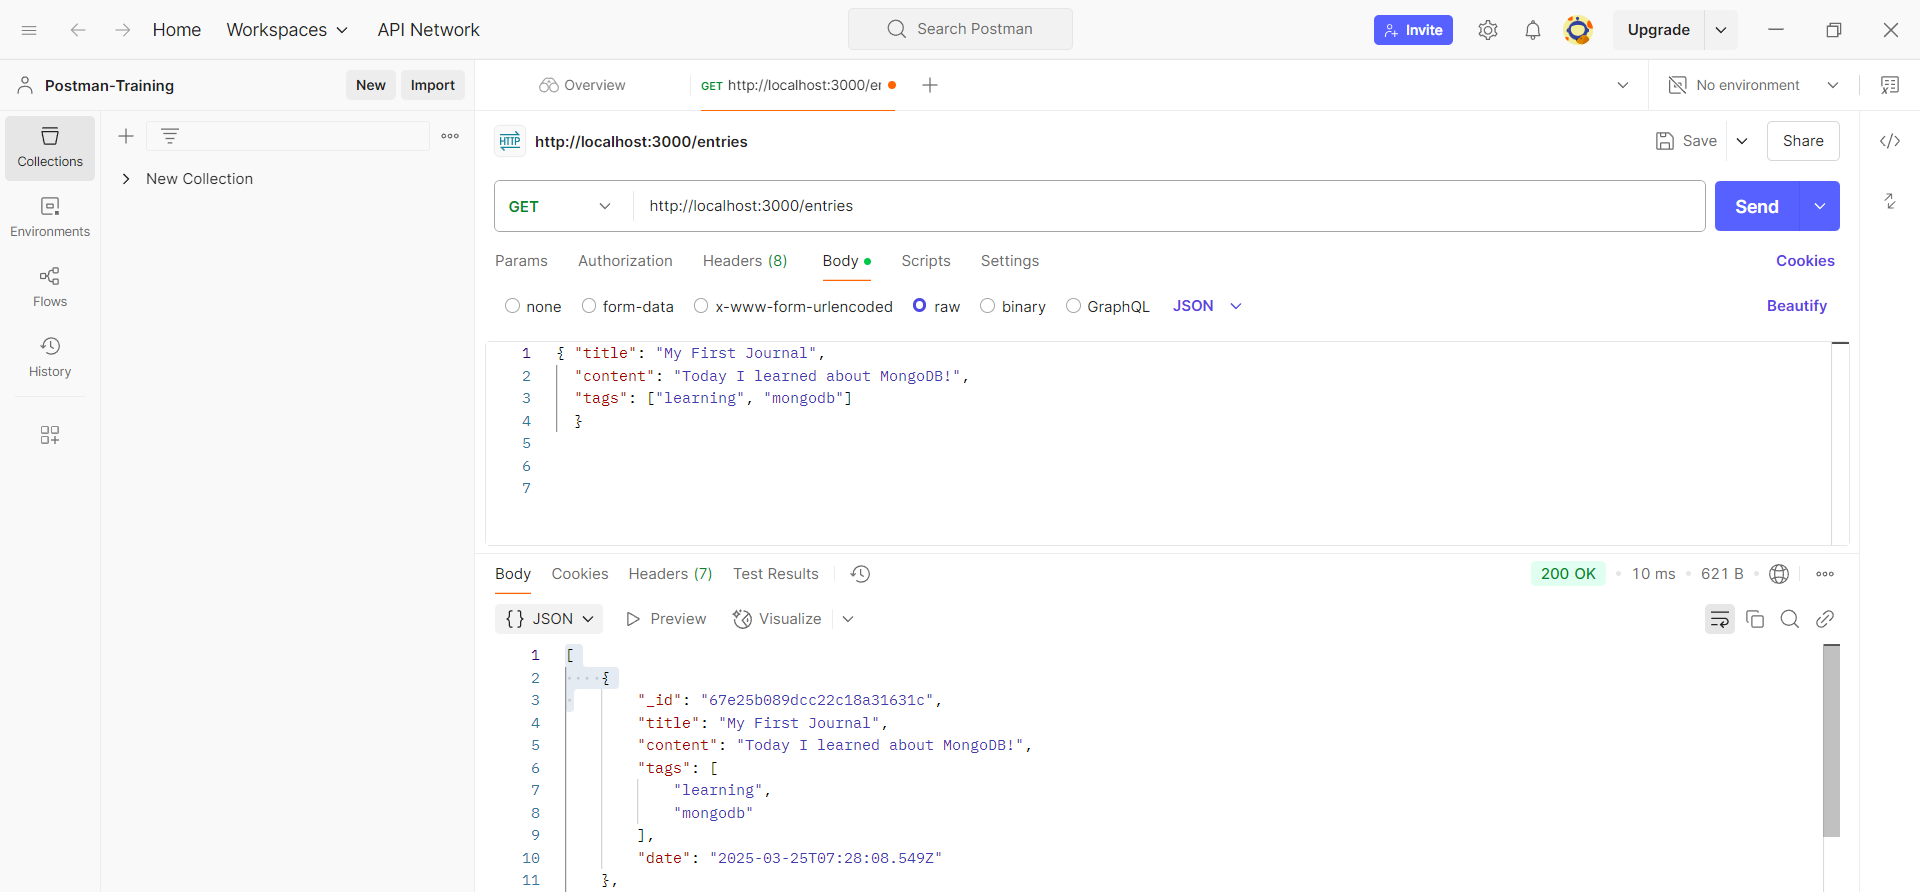 Home Workspaces API Network Search Postman Invite Upgrade
Postman-Training New Import Overview GET http://localhost:3000/er No environment
HTTP http://localhost:3000/entries Save Share
Collections
New Collection
GET http://localhost:3000/entries Send
Environments
Params Authorization Headers (8) Body Scripts Settings Cookies
Flows
none form-data x-www-form-urlencoded raw binary GraphQL JSON Beautify
History
1 { "title": "My First Journal",
2 "content": "Today I learned about MongoDB!",
3 "tags": ["learning", "mongodb"]
4 }
5
6
7
Body Cookies Headers (7) Test Results 200 OK 10 ms 621 B
{} JSON Preview Visualize
1 [
2 {
3 "_id": "67e25b089dcc22c18a31631c",
4 "title": "My First Journal",
5 "content": "Today I learned about MongoDB!",
6 "tags": [
7 "learning",
8 "mongodb"
9 ],
10 "date": "2025-03-25T07:28:08.549Z"
11 },